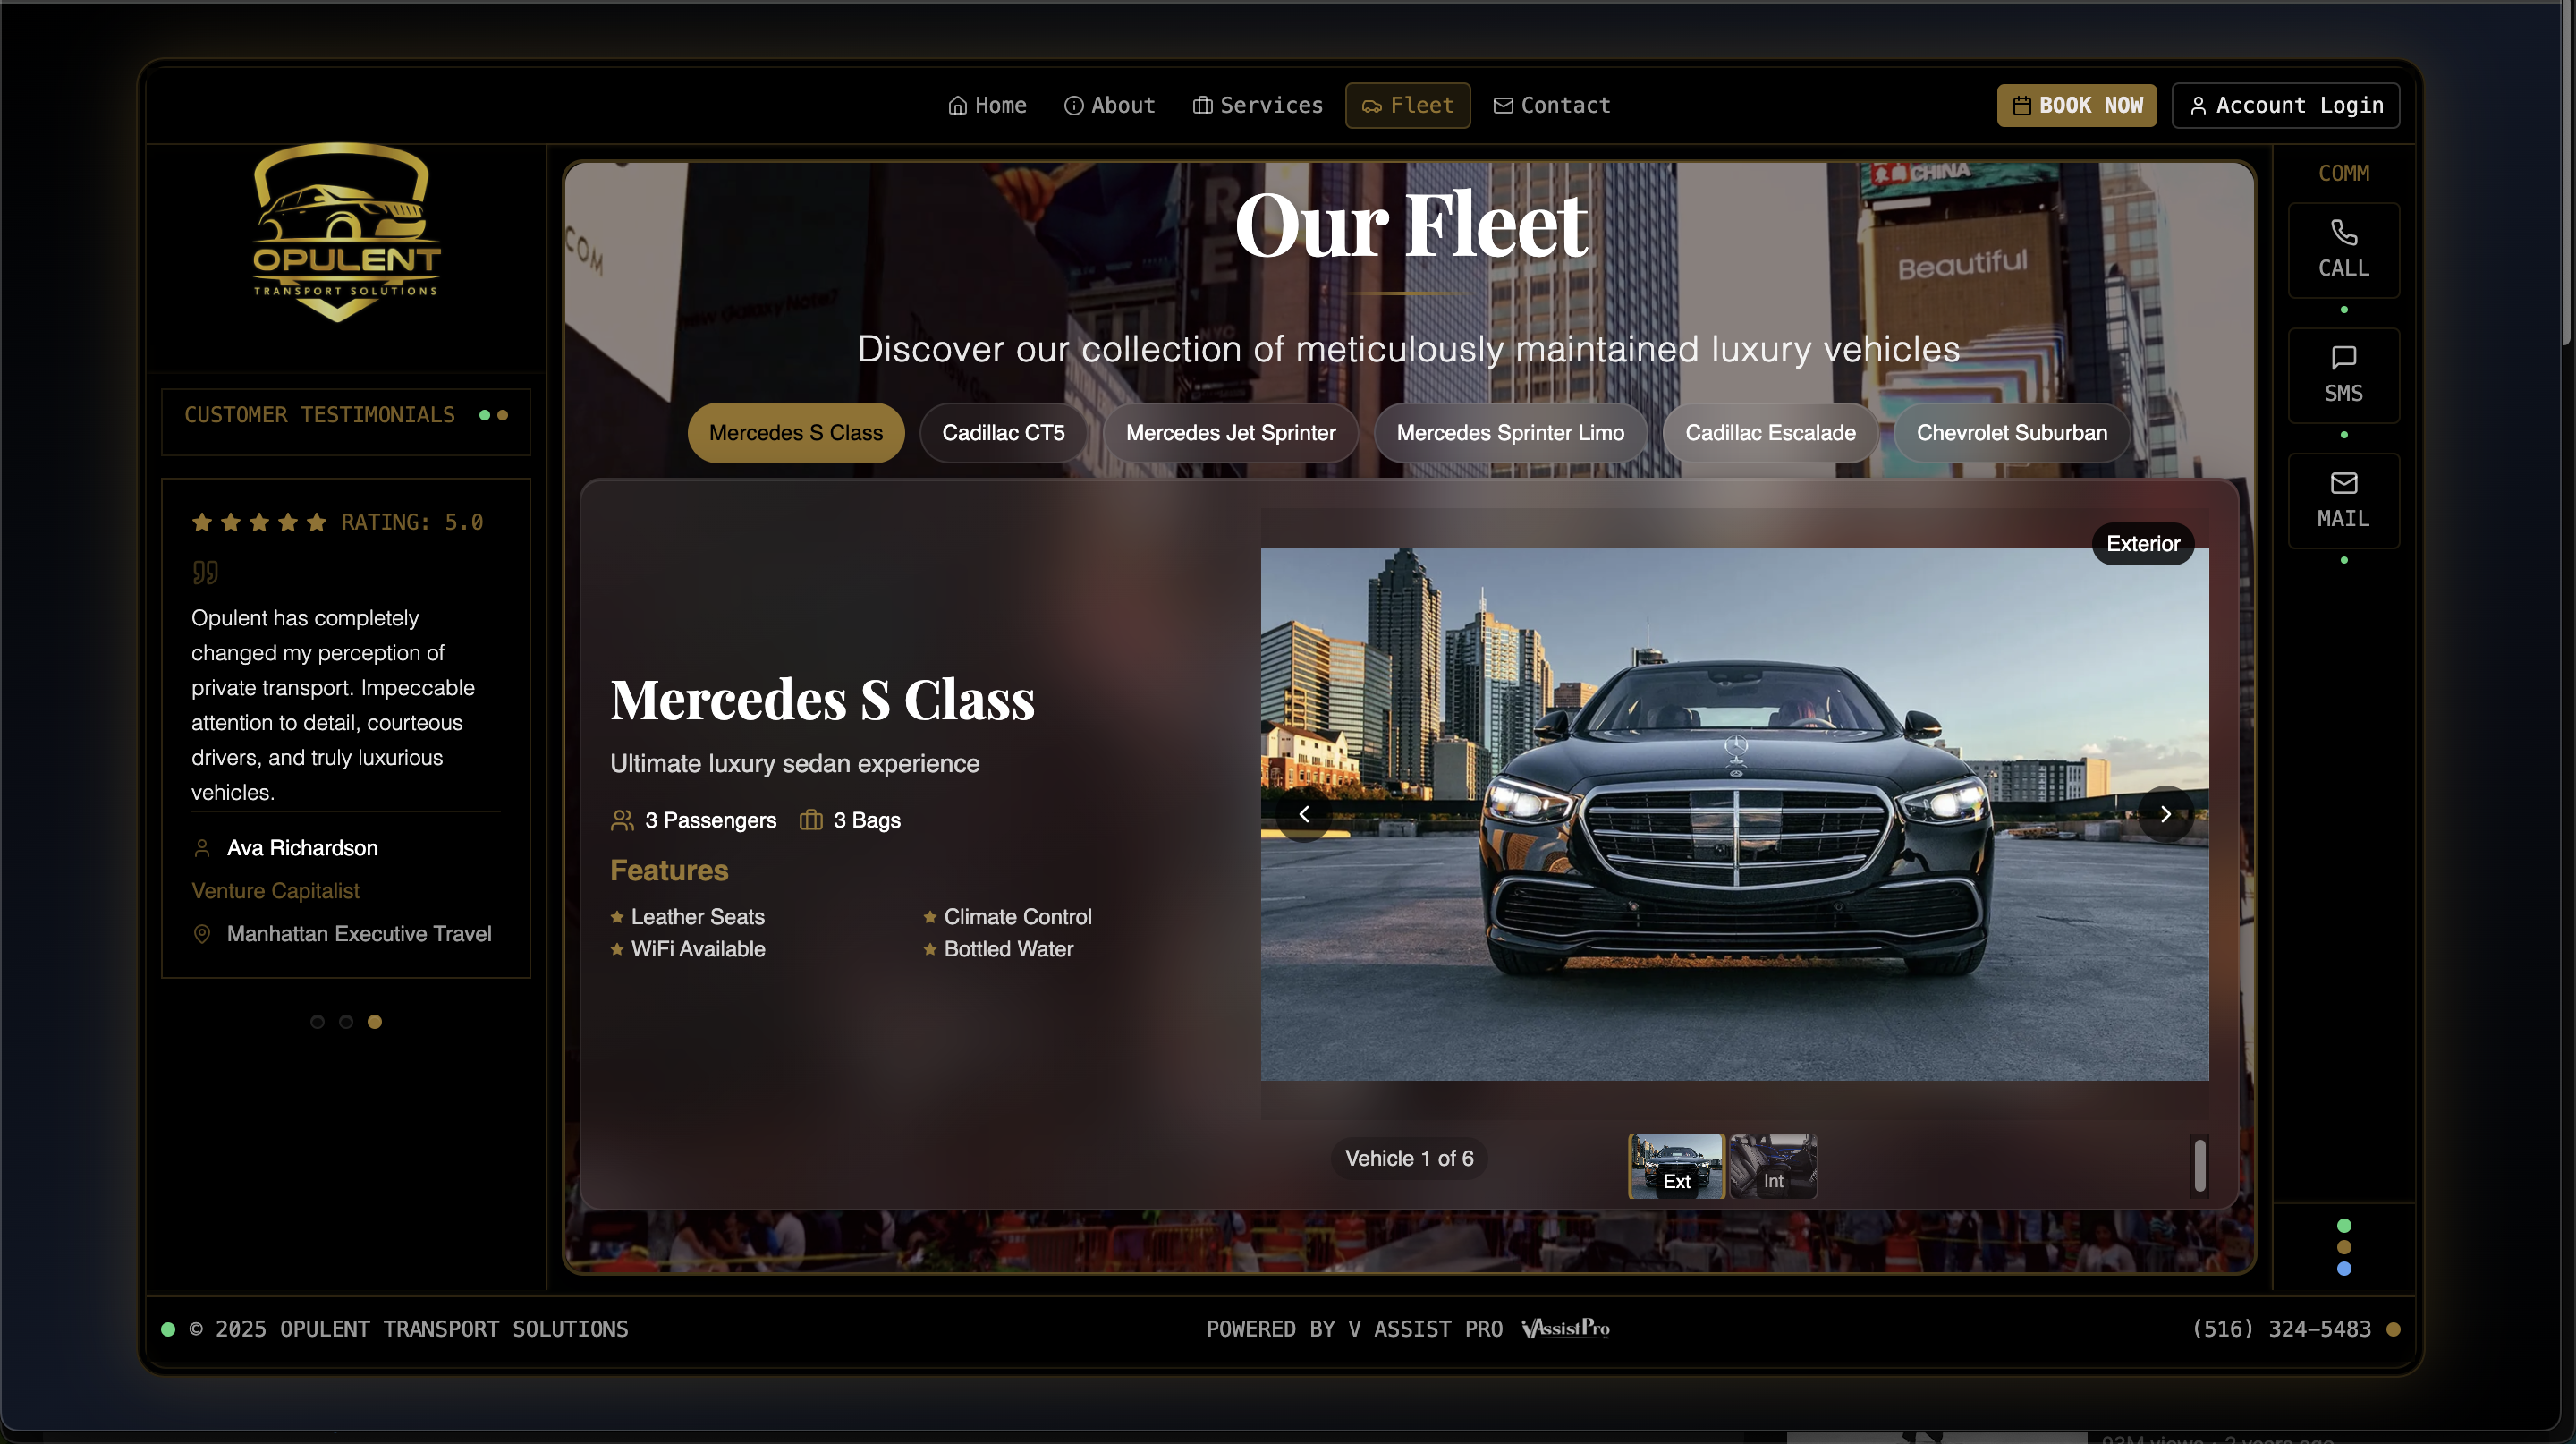 Home
About
Services
Fleet
Contact
BOOK NOW
Account Login
OPULENT
TRANSPORT SOLUTIONS
CUSTOMER TESTIMONIALS
RATING: 5.0
Opulent has completely
changed my perception of
private transport. Impeccable
attention to detail, courteous
drivers, and truly luxurious
vehicles.
Ava Richardson
Venture Capitalist
Manhattan Executive Travel
COM
CHINA
Beautiful
Our Fleet
Discover our collection of meticulously maintained luxury vehicles
Mercedes S Class
Cadillac CT5
Mercedes Jet Sprinter
Mercedes Sprinter Limo
Cadillac Escalade
Chevrolet Suburban
Mercedes S Class
Ultimate luxury sedan experience
3 Passengers
3 Bags
Features
Leather Seats
Climate Control
WiFi Available
Bottled Water
Exterior
Vehicle 1 of 6
Ext
Int
COMM
CALL
SMS
MAIL
© 2025 OPULENT TRANSPORT SOLUTIONS
POWERED BY V ASSIST PRO
VAssistPro
(516) 324-5483